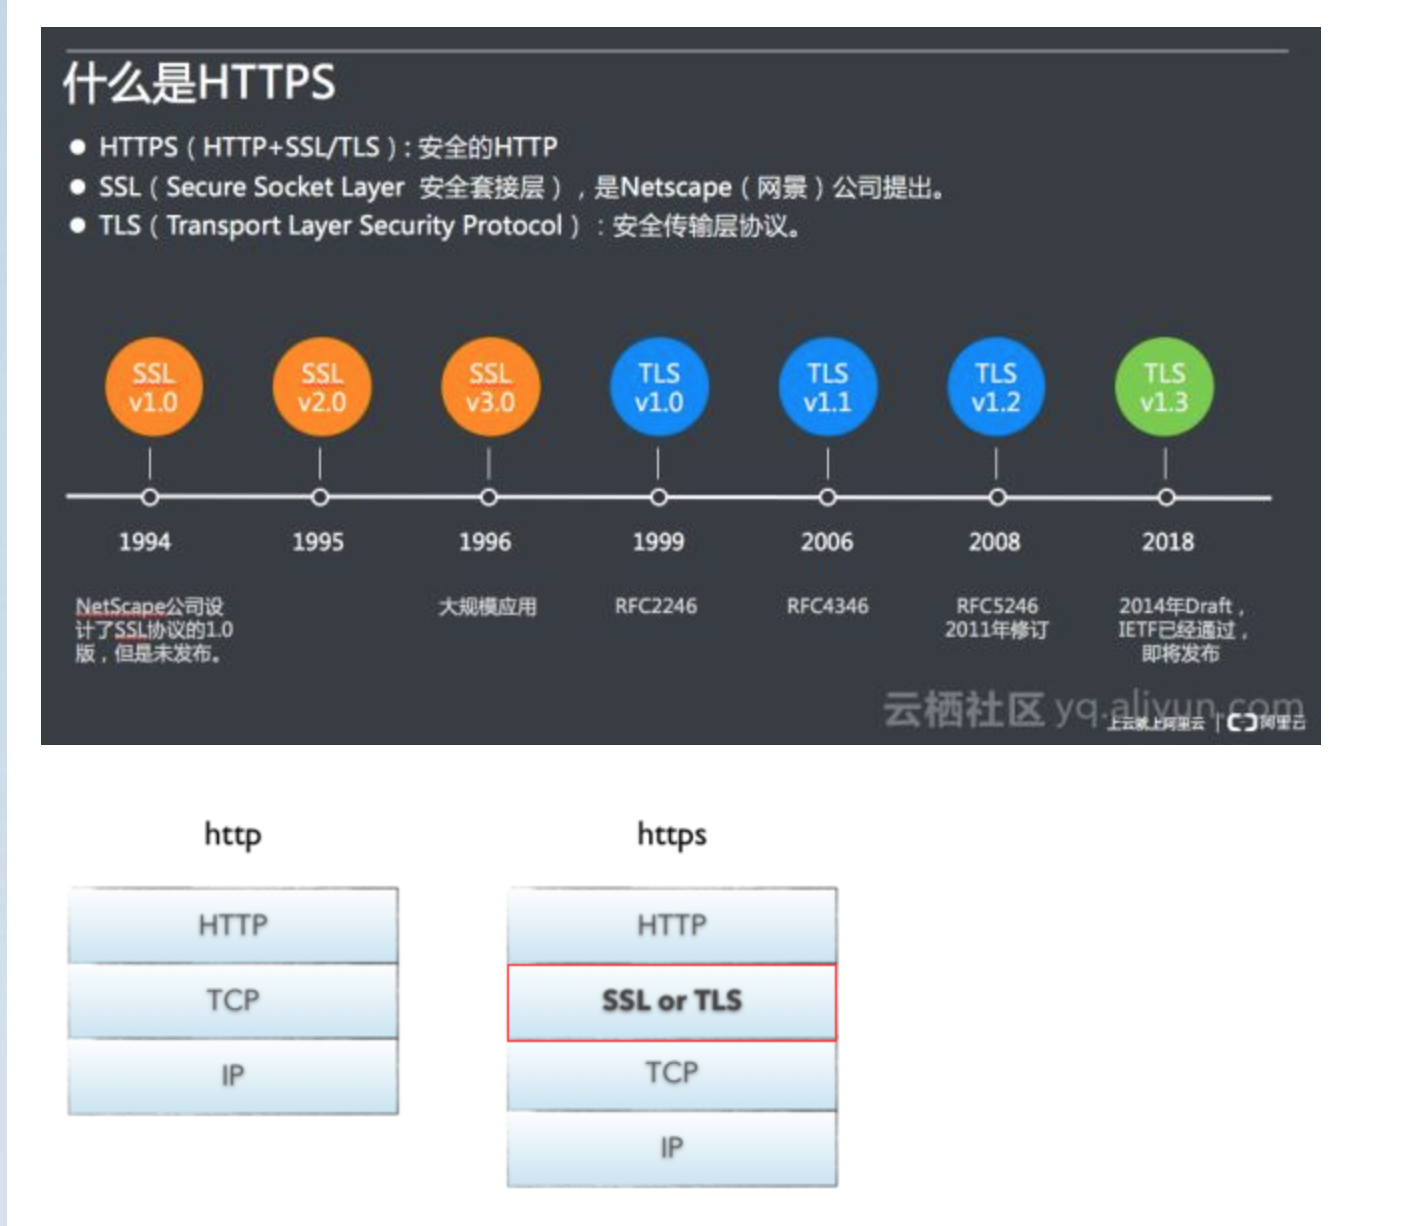 什么是HTTPS
● HTTPS（HTTP+SSL/TLS）: 安全的HTTP
● SSL（Secure Socket Layer 安全套接层），是Netscape（网景）公司提出。
● TLS（Transport Layer Security Protocol）：安全传输层协议。
SSL
v1.0
SSL
v2.0
SSL
v3.0
TLS
v1.0
TLS
v1.1
TLS
v1.2
TLS
v1.3
1994
1995
1996
1999
2006
2008
2018
NetScape公司设
计了SSL协议的1.0
版，但是未发布。
大规模应用
RFC2246
RFC4346
RFC5246
2011年修订
2014年Draft，
IETF已经通过，
即将发布
云栖社区 yq.aliyun.com
上云就上阿里云 | 阿里云
http
HTTP
TCP
IP
https
HTTP
SSL or TLS
TCP
IP